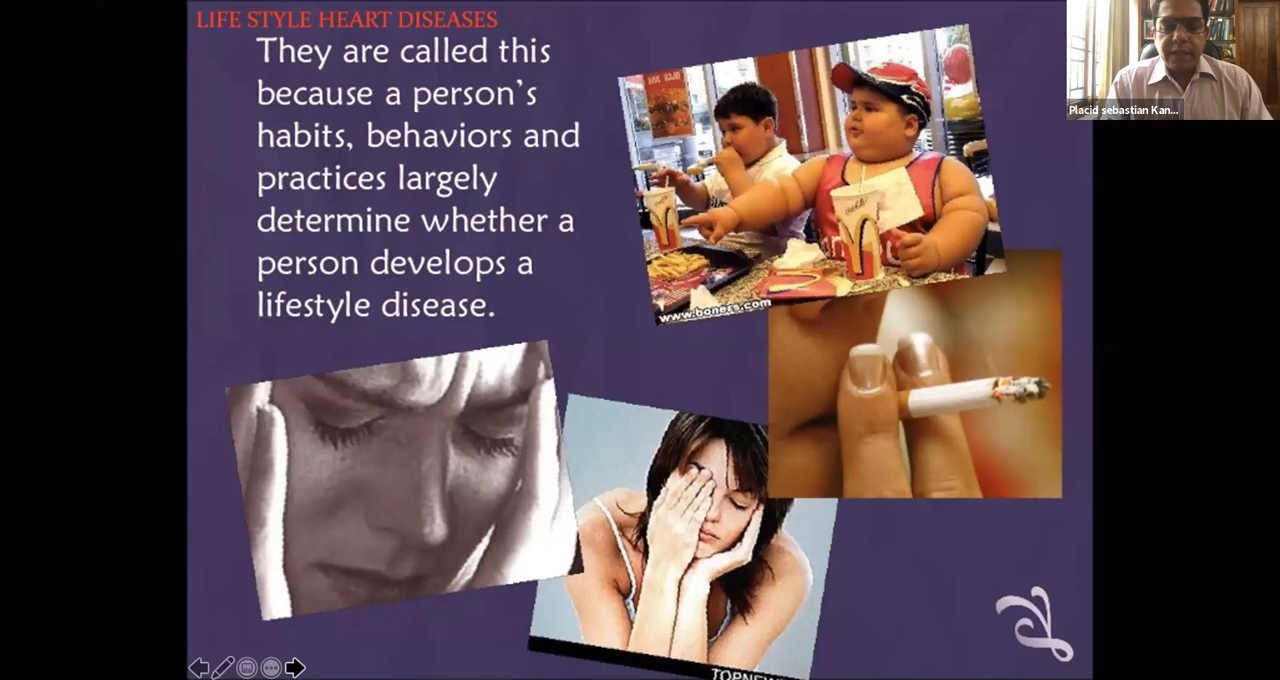 LIFE STYLE HEART DISEASES
They are called this
because a person's
habits, behaviors and
practices largely
determine whether a
person develops a
lifestyle disease.
www.boners.com
Placid sebastian Kan...